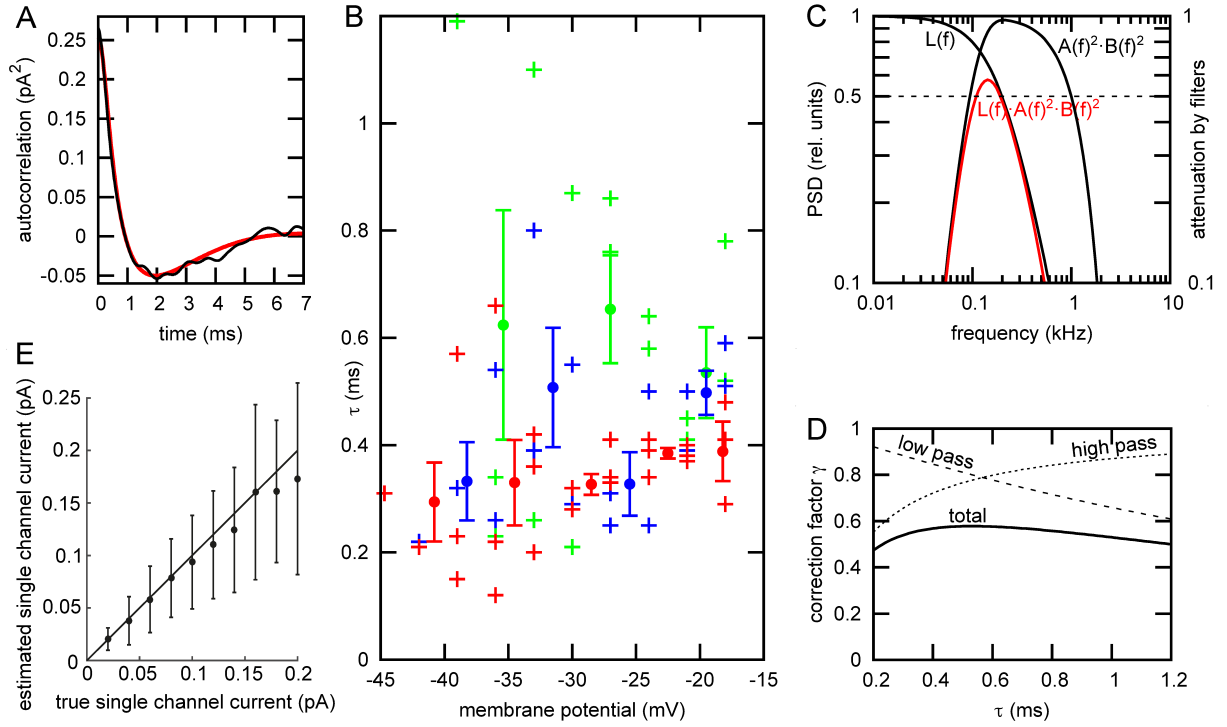 A
autocorrelation (pA²)
0.25
0.2
0.15
0.1
0.05
0
-0.05
0 1 2 3 4 5 6 7
time (ms)
B
τ (ms)
1
0.8
0.6
0.4
0.2
0
-45 -40 -35 -30 -25 -20 -15
membrane potential (mV)
C
PSD (rel. units)
1
0.5
0.1
L(f)
A(f)²·B(f)²
L(f)·A(f)²·B(f)²
1
0.1
attenuation by filters
0.01 0.1 1 10
frequency (kHz)
D
correction factor γ
1
0.8
0.6
0.4
0.2
0
low pass
high pass
total
0.2 0.4 0.6 0.8 1 1.2
τ (ms)
E
estimated single channel current (pA)
0.25
0.2
0.15
0.1
0.05
0
0 0.05 0.1 0.15 0.2
true single channel current (pA)